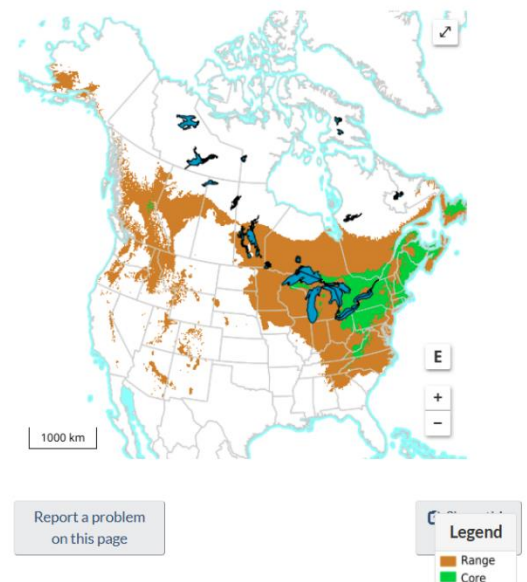 E
+
−
1000 km
Report a problem
on this page
Legend
Range
Core